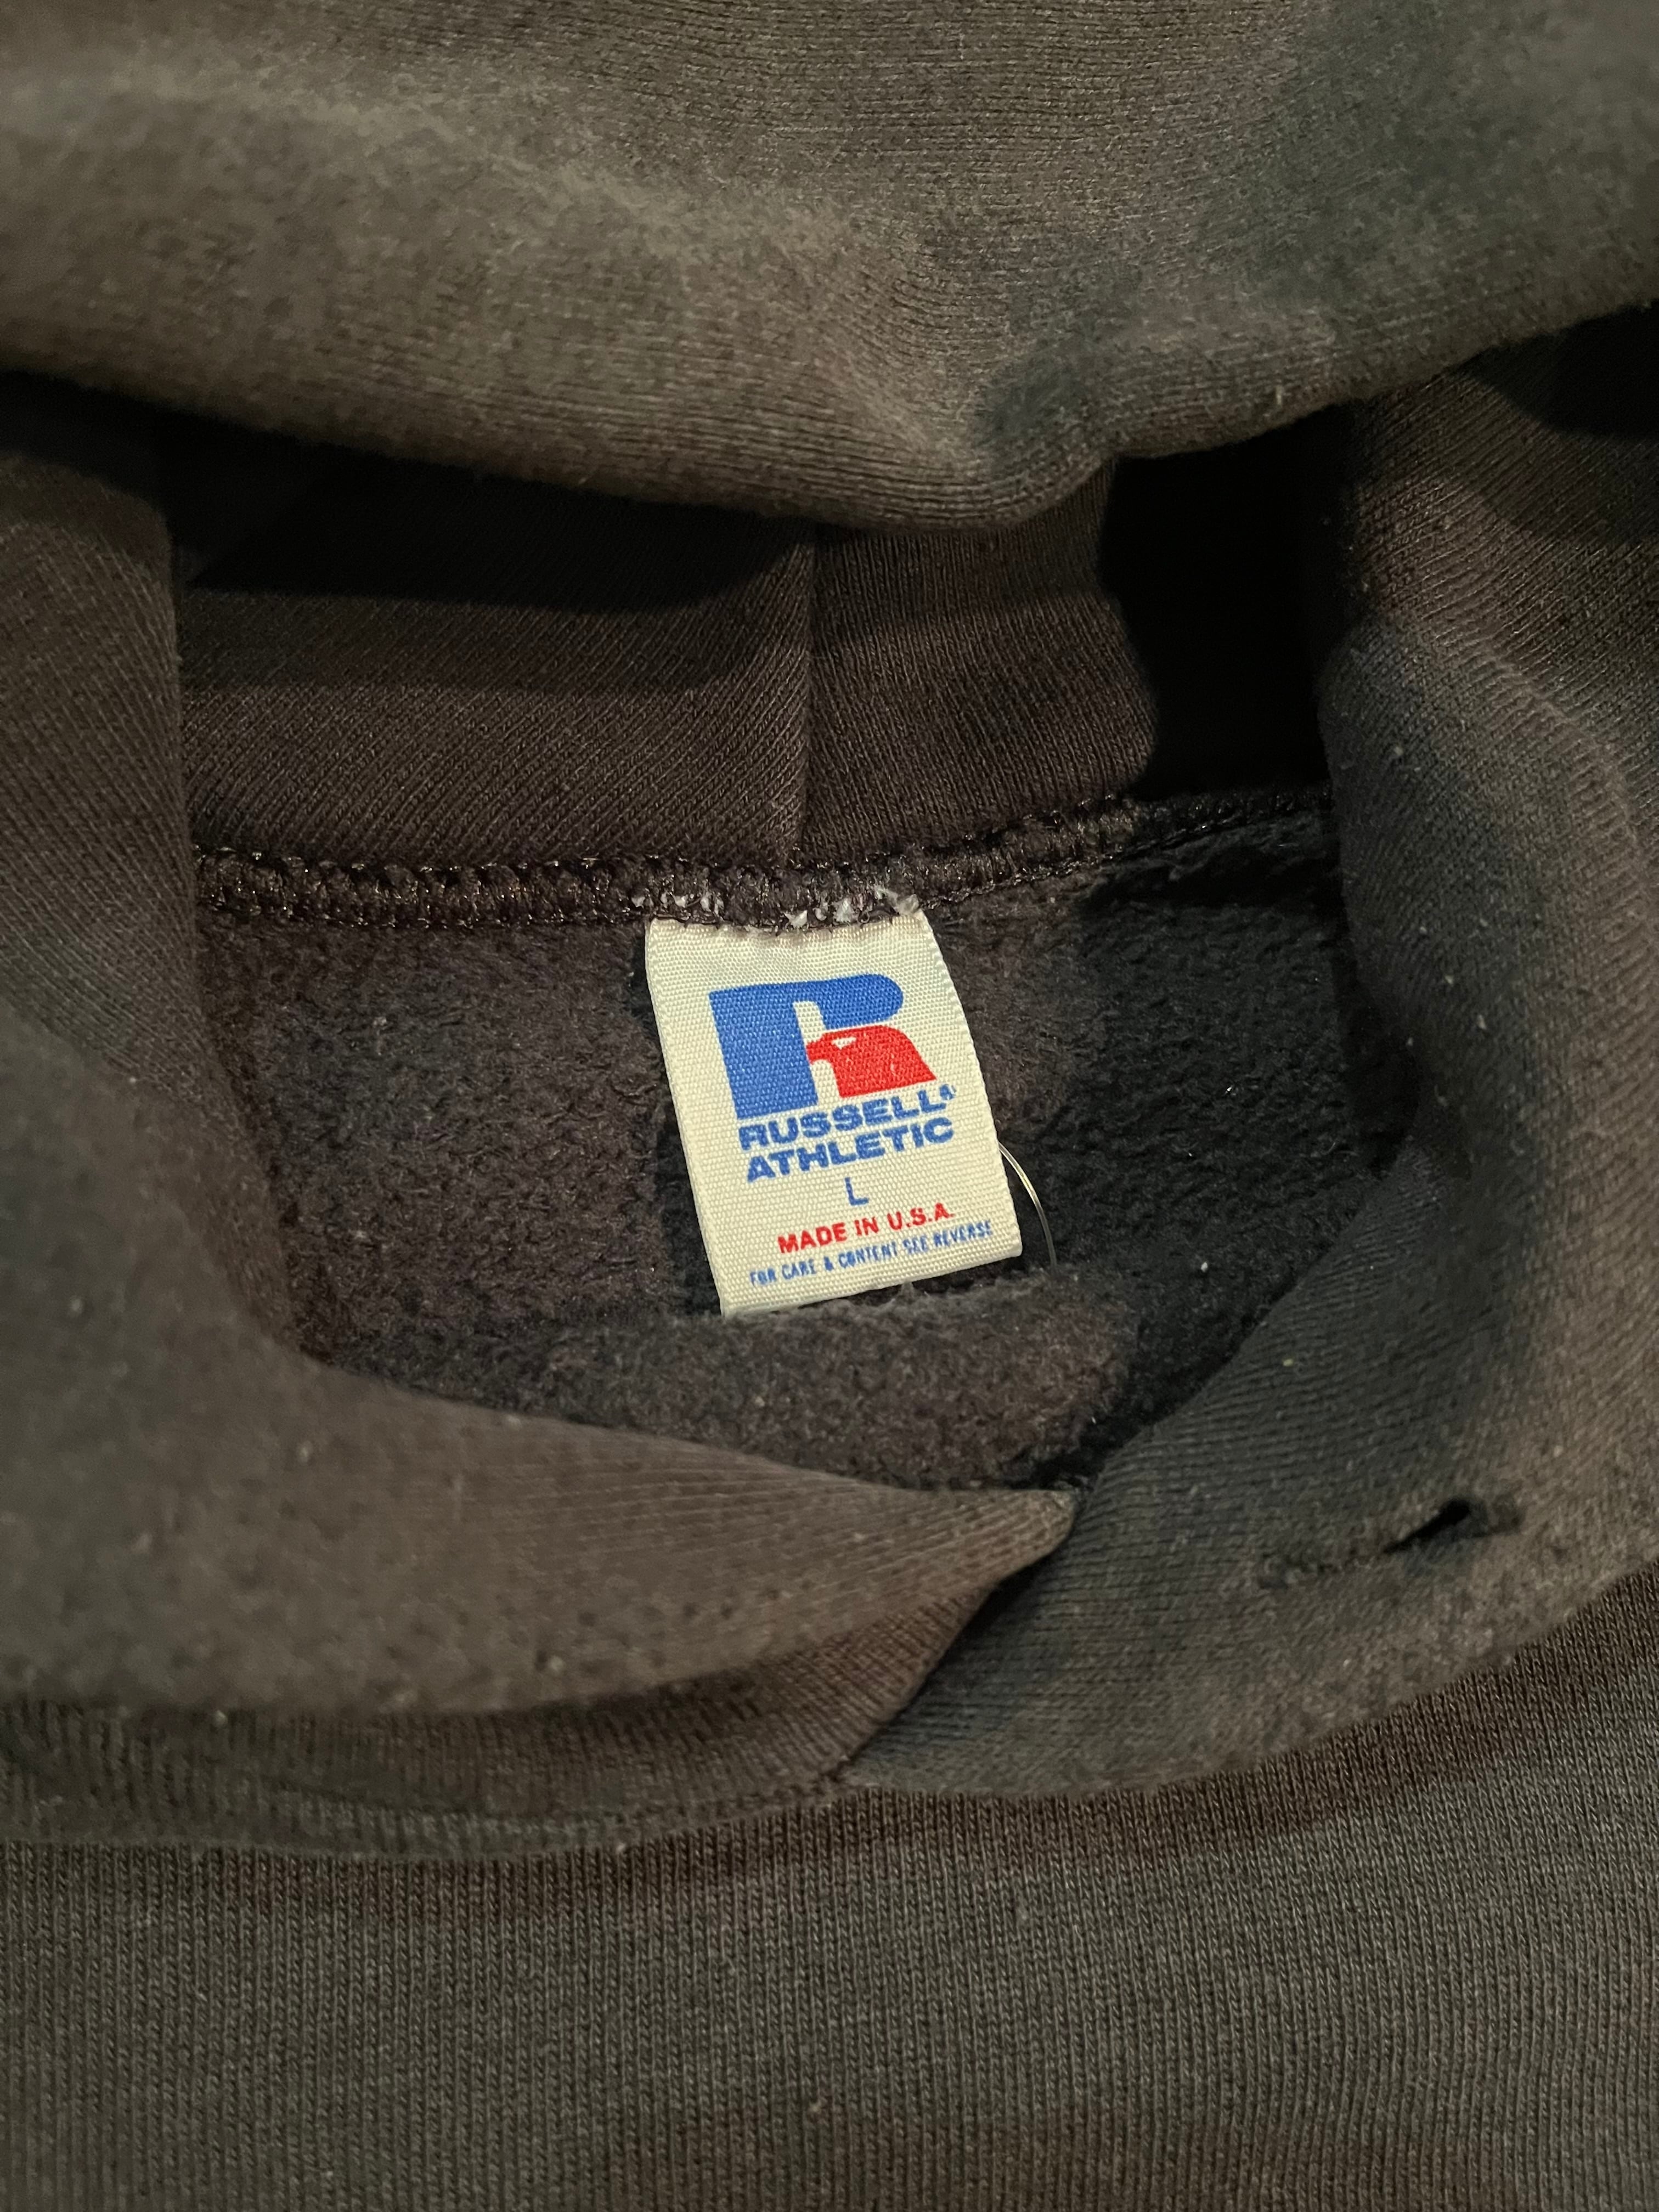 R
RUSSELL®
ATHLETIC
L
MADE IN U.S.A.
FOR CARE & CONTENT SEE REVERSE